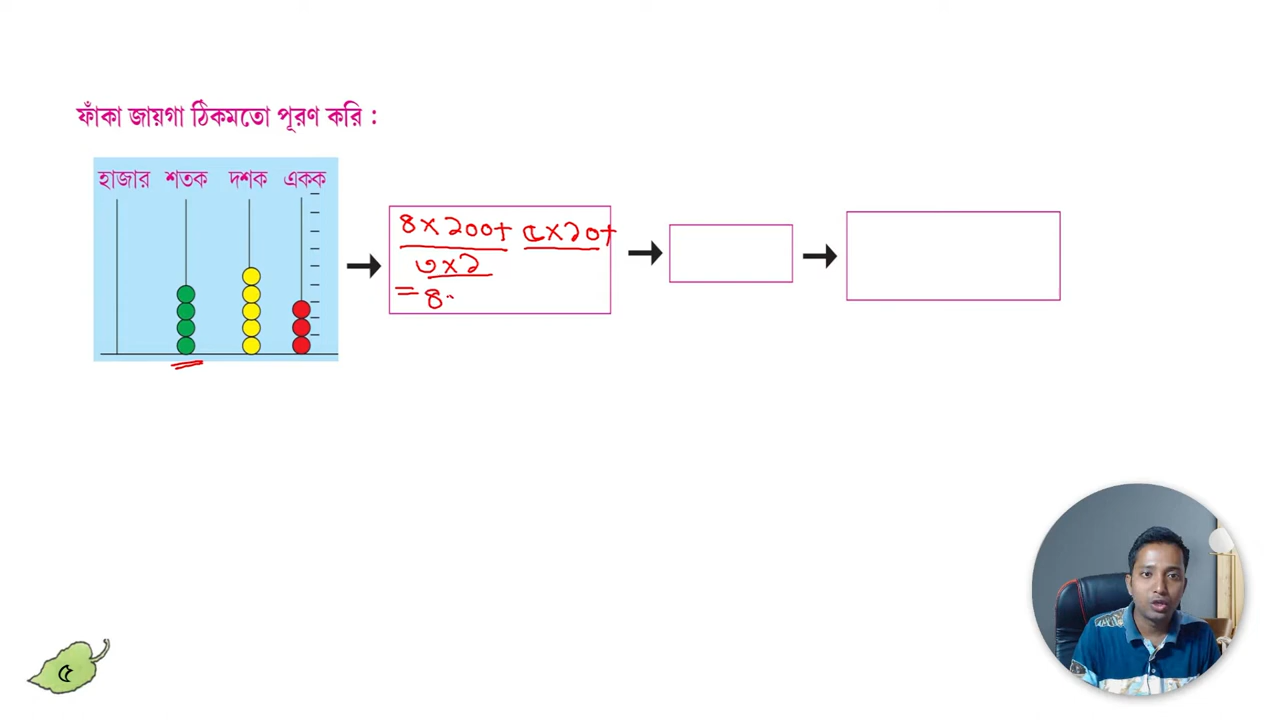 ফাঁকা জায়গা ঠিকমতো পূরণ করি :
হাজার শতক দশক একক
৪×১০০+ ৫×১০+
৩×১
=৪
৫